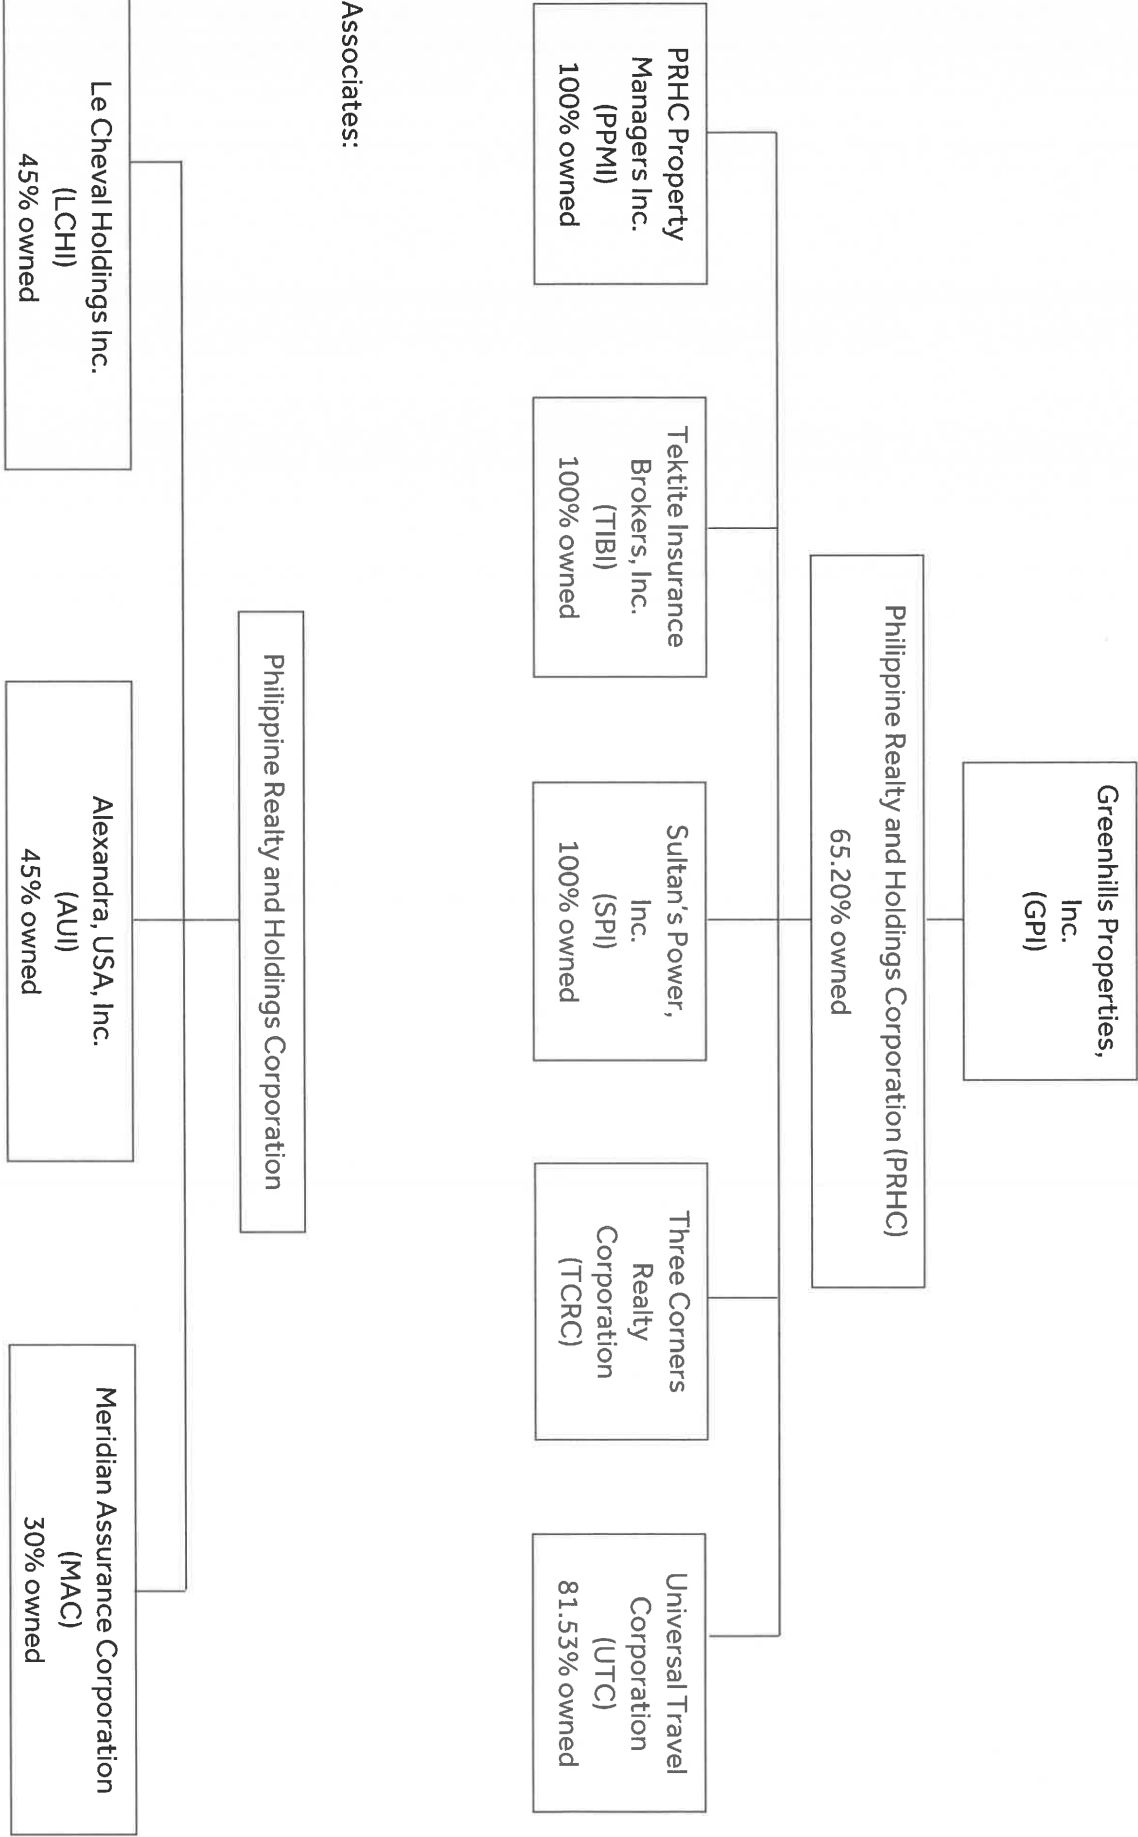 Greenhills Properties,
Inc.
(GPI)
Philippine Realty and Holdings Corporation (PRHC)
65.20% owned
PRHC Property
Managers Inc.
(PPMI)
100% owned
Tektite Insurance
Brokers, Inc.
(TIBI)
100% owned
Sultan's Power,
Inc.
(SPI)
100% owned
Three Corners
Realty
Corporation
(TCRC)
Universal Travel
Corporation
(UTC)
81.53% owned
Associates:
Philippine Realty and Holdings Corporation
Le Cheval Holdings Inc.
(LCHI)
45% owned
Alexandra, USA, Inc.
(AUI)
45% owned
Meridian Assurance Corporation
(MAC)
30% owned